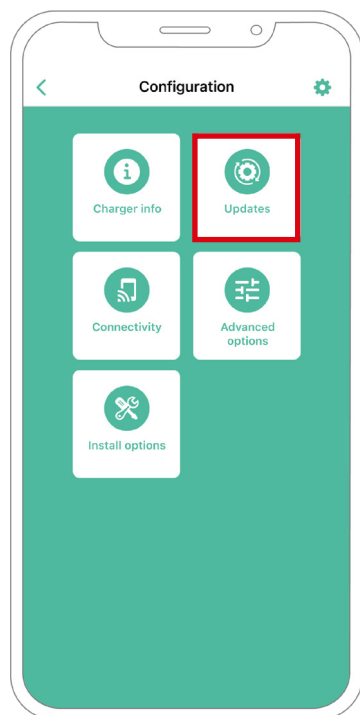 Configuration
Charger info
Updates
Connectivity
Advanced
options
Install options